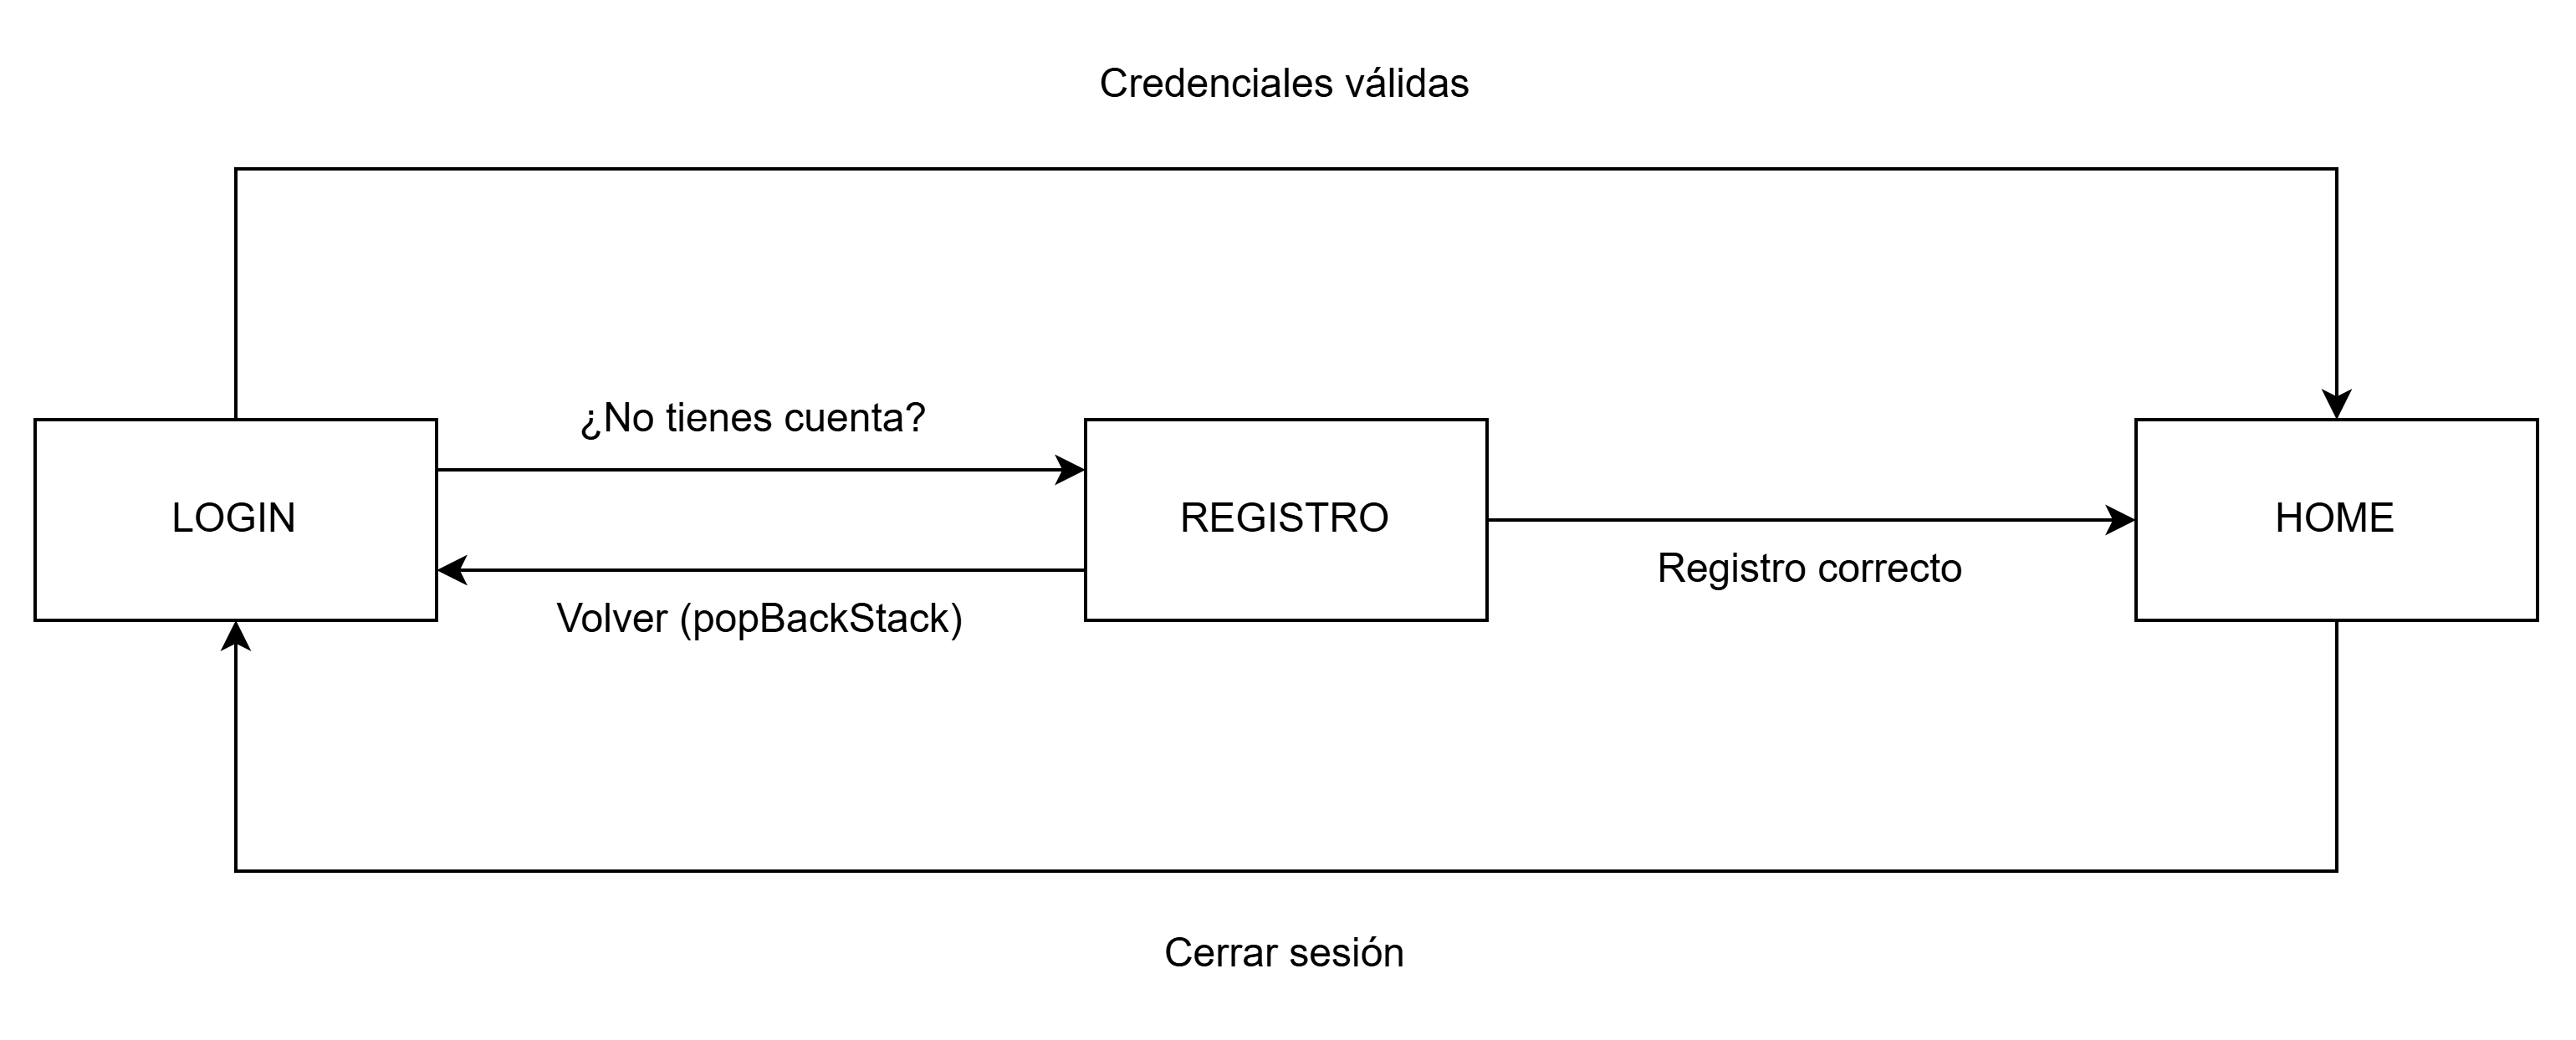 Credenciales válidas
¿No tienes cuenta?
LOGIN
REGISTRO
HOME
Registro correcto
Volver (popBackStack)
Cerrar sesión